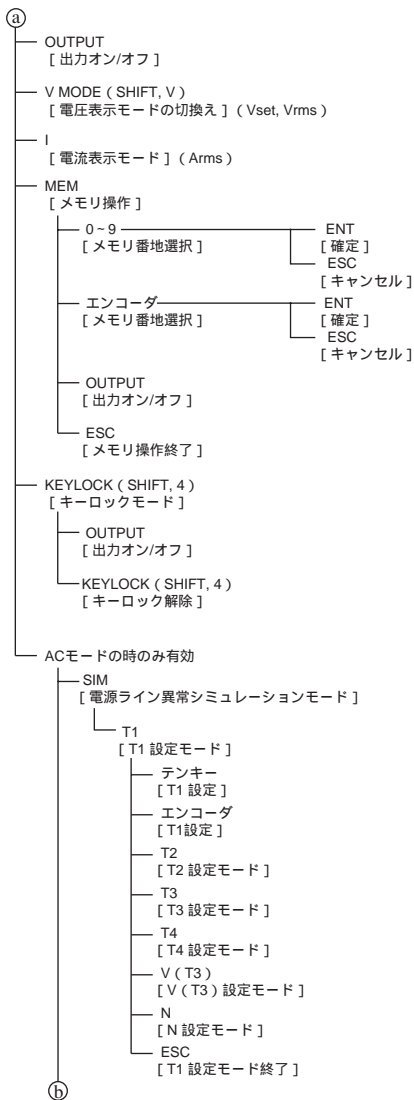 a
OUTPUT
[ 出力オン/オフ ]
V MODE ( SHIFT, V )
[ 電圧表示モードの切換え ] ( Vset, Vrms )
I
[ 電流表示モード ] ( Arms )
MEM
[ メモリ操作 ]
0 ~ 9
[ メモリ番地選択 ]
ENT
[ 確定 ]
ESC
[ キャンセル ]
エンコーダ
[ メモリ番地選択 ]
ENT
[ 確定 ]
ESC
[ キャンセル ]
OUTPUT
[ 出力オン/オフ ]
ESC
[ メモリ操作終了 ]
KEYLOCK ( SHIFT, 4 )
[ キーロックモード ]
OUTPUT
[ 出力オン/オフ ]
KEYLOCK ( SHIFT, 4 )
[ キーロック解除 ]
ACモードの時のみ有効
SIM
[ 電源ライン異常シミュレーションモード ]
T1
[ T1 設定モード ]
テンキー
[ T1 設定 ]
エンコーダ
[ T1設定 ]
T2
[ T2 設定モード ]
T3
[ T3 設定モード ]
T4
[ T4 設定モード ]
V ( T3 )
[ V ( T3 ) 設定モード ]
N
[ N 設定モード ]
ESC
[ T1 設定モード終了 ]
b